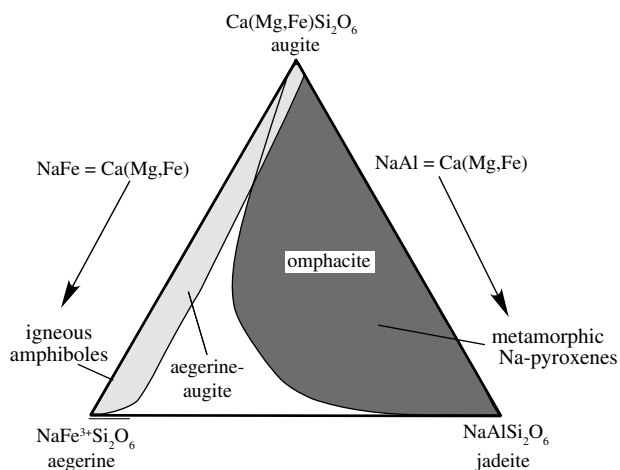 Ca(Mg,Fe)Si₂O₆
augite
NaFe = Ca(Mg,Fe)
NaAl = Ca(Mg,Fe)
omphacite
igneous
amphiboles
aegerine-
augite
metamorphic
Na-pyroxenes
NaFe³⁺Si₂O₆
aegerine
NaAlSi₂O₆
jadeite